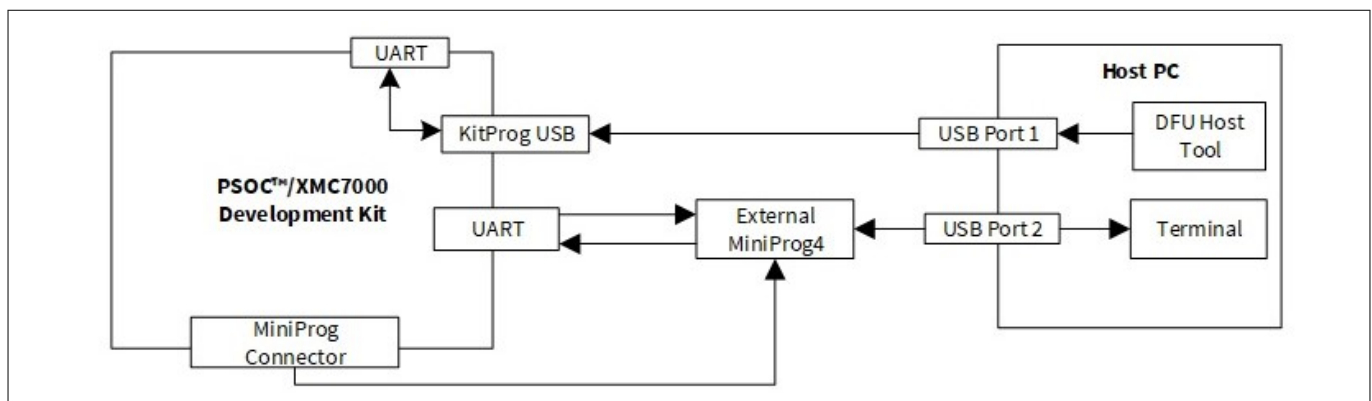 UART
Host PC
KitProg USB
USB Port 1
DFU Host
Tool
PSOC™/XMC7000
Development Kit
UART
External
MiniProg4
USB Port 2
Terminal
MiniProg
Connector